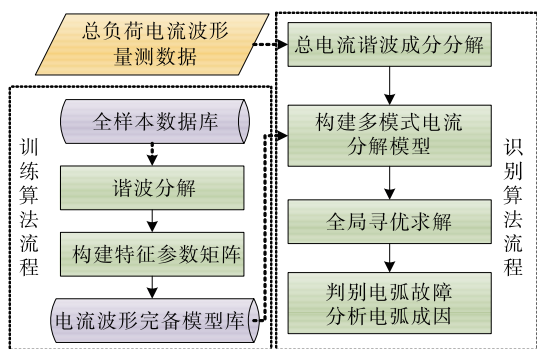 总负荷电流波形
量测数据
总电流谐波成分分解
全样本数据库
构建多模式电流
分解模型
训练算法流程
识别算法流程
谐波分解
全局寻优求解
构建特征参数矩阵
判别电弧故障
分析电弧成因
电流波形完备模型库